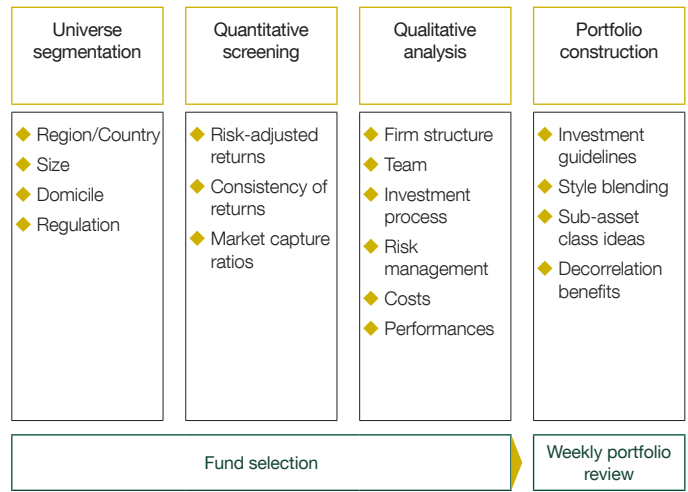 Universe
segmentation
Quantitative
screening
Qualitative
analysis
Portfolio
construction
Region/Country
Size
Domicile
Regulation
Risk-adjusted
returns
Consistency of
returns
Market capture
ratios
Firm structure
Team
Investment
process
Risk
management
Costs
Performances
Investment
guidelines
Style blending
Sub-asset
class ideas
Decorrelation
benefits
Fund selection
Weekly portfolio
review